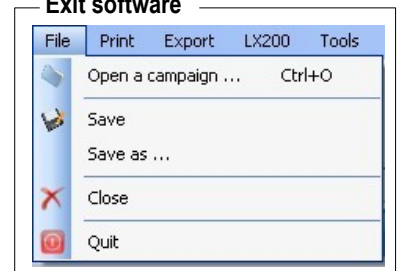 Exit software
File Print Export LX200 Tools
Open a campaign ... Ctrl+O
Save
Save as ...
Close
Quit